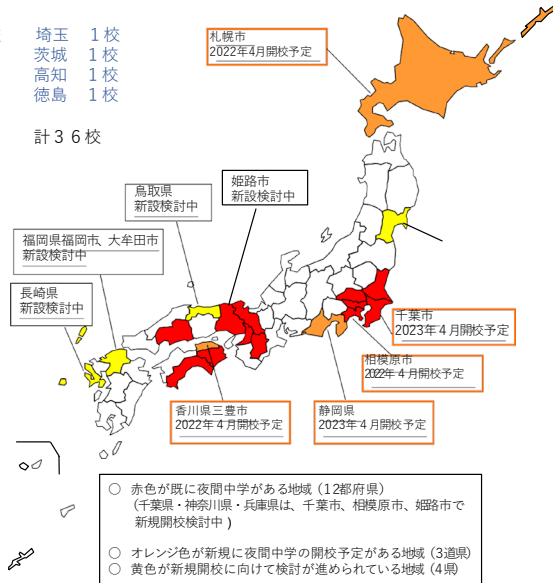 埼玉 1校
茨城 1校
高知 1校
徳島 1校
計36校
札幌市
2022年4月開校予定
姫路市
新設検討中
鳥取県
新設検討中
福岡県福岡市、大牟田市
新設検討中
長崎県
新設検討中
千葉市
2023年4月開校予定
相模原市
2022年4月開校予定
香川県三豊市
2022年4月開校予定
静岡県
2023年4月開校予定
○ 赤色が既に夜間中学がある地域（12都府県）
（千葉県・神奈川県・兵庫県は、千葉市、相模原市、姫路市で
新規開校検討中)
○ オレンジ色が新規に夜間中学の開校予定がある地域（3道県）
○ 黄色が新規開校に向けて検討が進められている地域（4県）